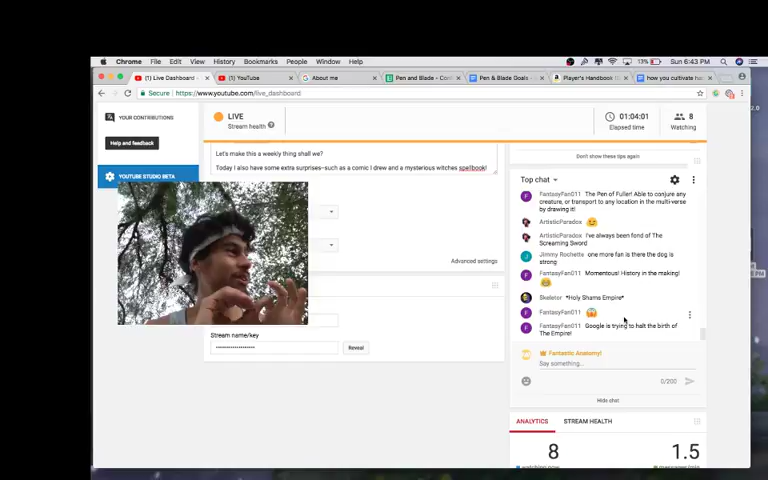 Chrome File Edit View History Bookmarks People Window Help 13% Sun 6:43 PM
(1) Live Dashboard - (1) YouTube About me Pen and Blade - Con Pen & Blade Goals - Player's Handbook how you cultivate ha
Secure https://www.youtube.com/live_dashboard
YOUR CONTRIBUTIONS
Help and feedback
YOUTUBE STUDIO BETA
LIVE
Stream health
01:04:01
Elapsed time
8
Watching
Let's make this a weekly thing shall we?
Today I also have some extra surprises--such as a comic I drew and a mysterious witches spellbook!
Advanced settings
Stream name/key
Reveal
Don't show these tips again
Top chat
FantasyFan011 The Pen of Fuller! Able to conjure any
creature, or transport to any location in the multi-verse
by drawing it!
ArtisticParadox
ArtisticParadox I've always been fond of The
Screaming Sword
Jimmy Rochette one more fan is there the dog is
strong
FantasyFan011 Momentous! History in the making!
Skeletor *Holy Shams Empire*
FantasyFan011
FantasyFan011 Google is trying to halt the birth of
The Empire!
Fantastic Anatomy!
Say something...
0/200
Hide chat
ANALYTICS STREAM HEALTH
8 1.5
watching now